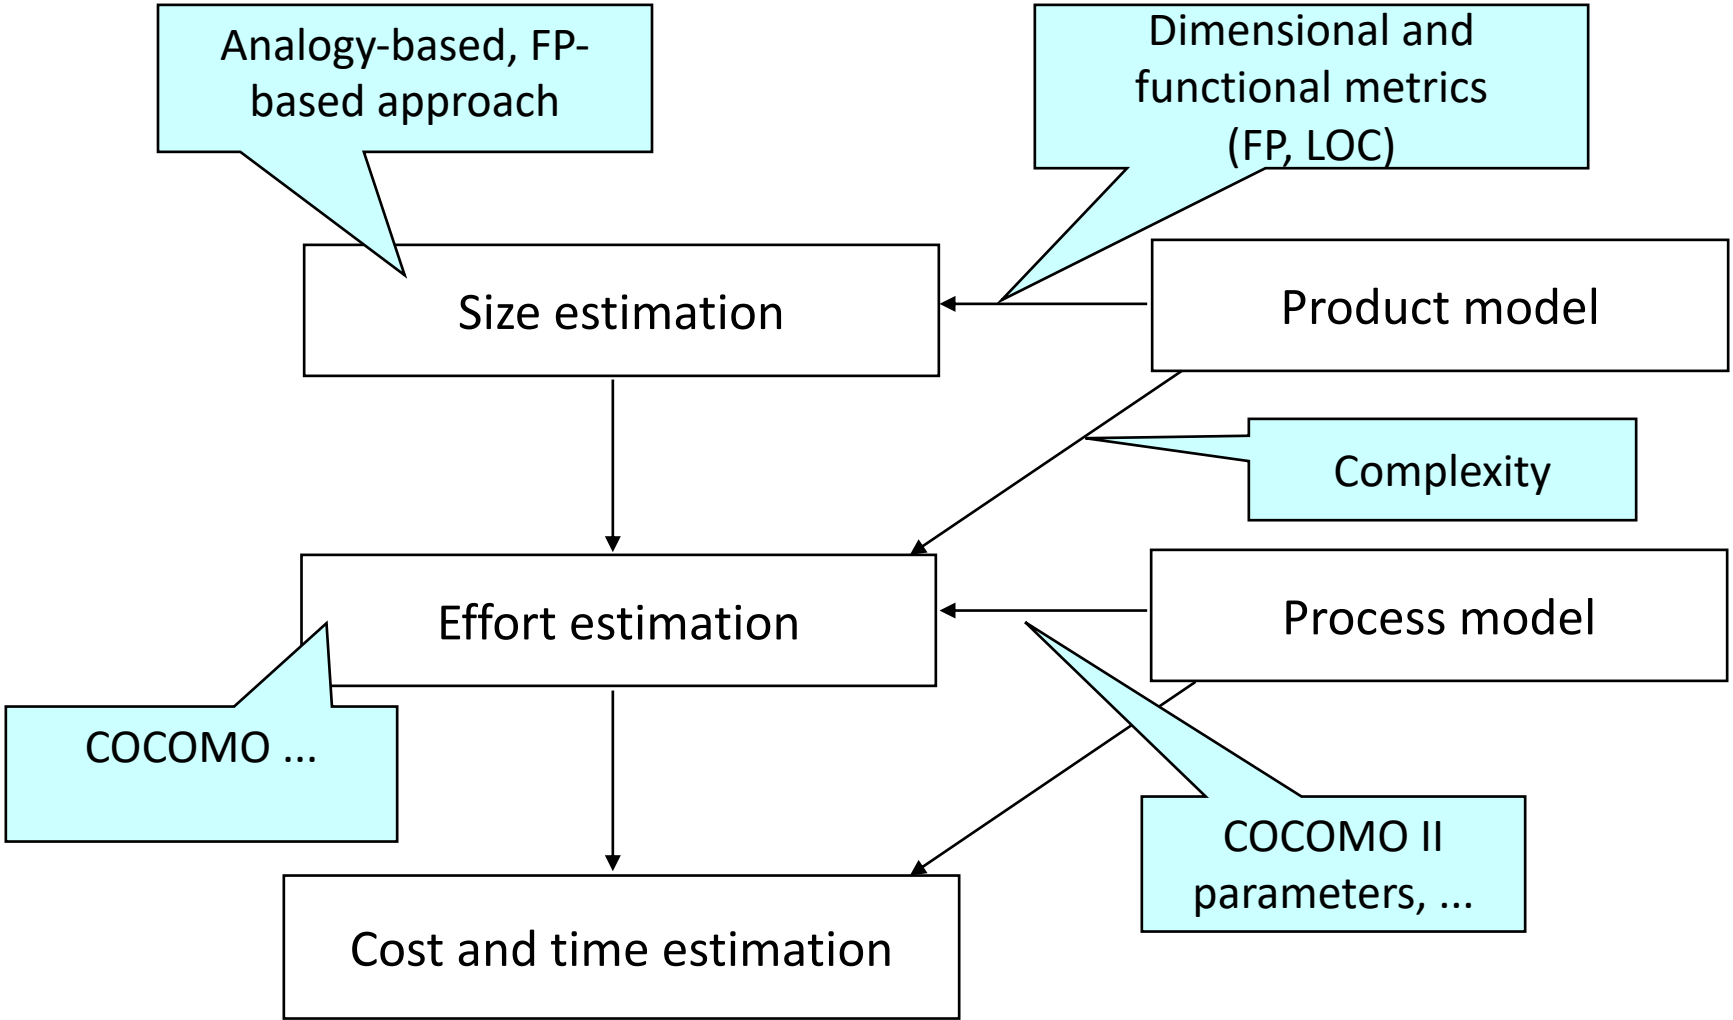 Analogy-based, FP-
based approach
Dimensional and
functional metrics
(FP, LOC)
Size estimation
Product model
Complexity
Effort estimation
Process model
COCOMO ...
COCOMO II
parameters, ...
Cost and time estimation